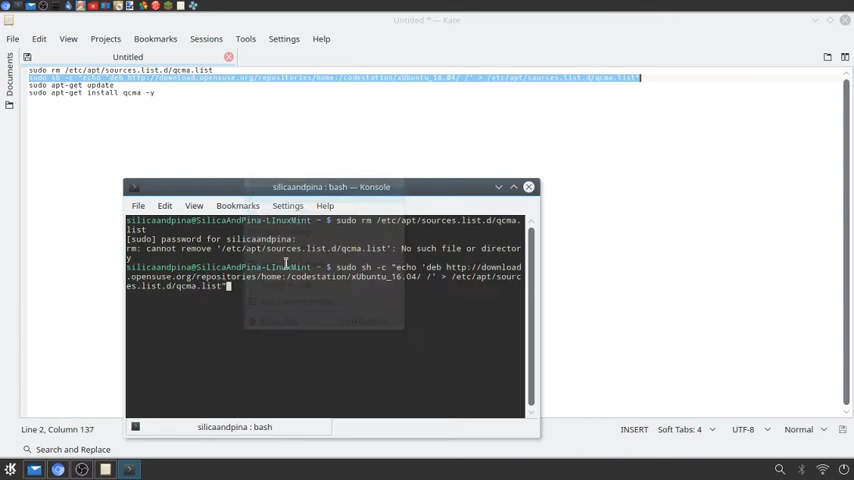 Untitled * — Kate
File Edit View Projects Bookmarks Sessions Tools Settings Help
Untitled
Documents
sudo rm /etc/apt/sources.list.d/qcma.list
sudo sh -c "echo 'deb http://download.opensuse.org/repositories/home:/codestation/xUbuntu_16.04/ /' > /etc/apt/sources.list.d/qcma.list"
sudo apt-get update
sudo apt-get install qcma -y
silicaandpina : bash — Konsole
File Edit View Bookmarks Settings Help
silicaandpina@SilicaAndPina-LInuxMint ~ $ sudo rm /etc/apt/sources.list.d/qcma.
list
[sudo] password for silicaandpina:
rm: cannot remove '/etc/apt/sources.list.d/qcma.list': No such file or director
y
silicaandpina@SilicaAndPina-LInuxMint ~ $ sudo sh -c "echo 'deb http://download
.opensuse.org/repositories/home:/codestation/xUbuntu_16.04/ /' > /etc/apt/sourc
es.list.d/qcma.list"
silicaandpina : bash
Line 2, Column 137 INSERT Soft Tabs: 4 UTF-8 Normal
Search and Replace